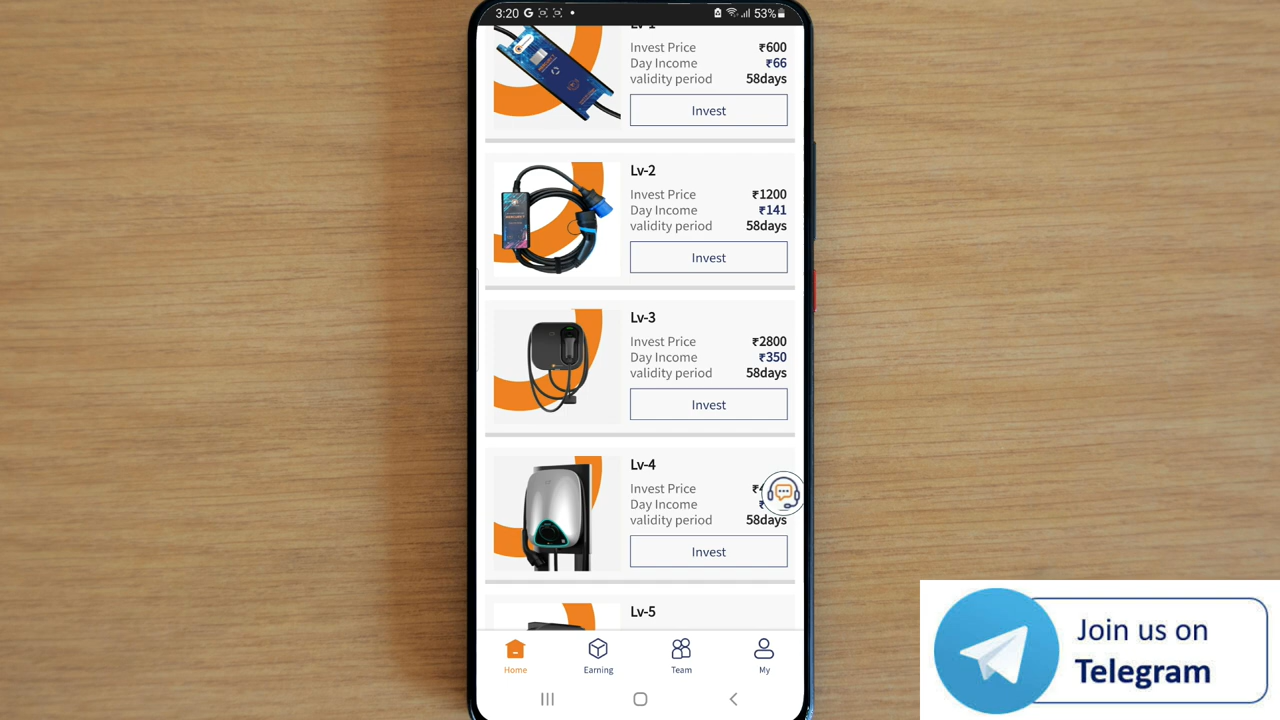 3:20 G 53%
Lv-1
Invest Price ₹600
Day Income ₹66
validity period 58days
Invest
Lv-2
Invest Price ₹1200
Day Income ₹141
validity period 58days
Invest
Lv-3
Invest Price ₹2800
Day Income ₹350
validity period 58days
Invest
Lv-4
Invest Price
Day Income
validity period 58days
Invest
Lv-5
Home Earning Team My
Join us on
Telegram